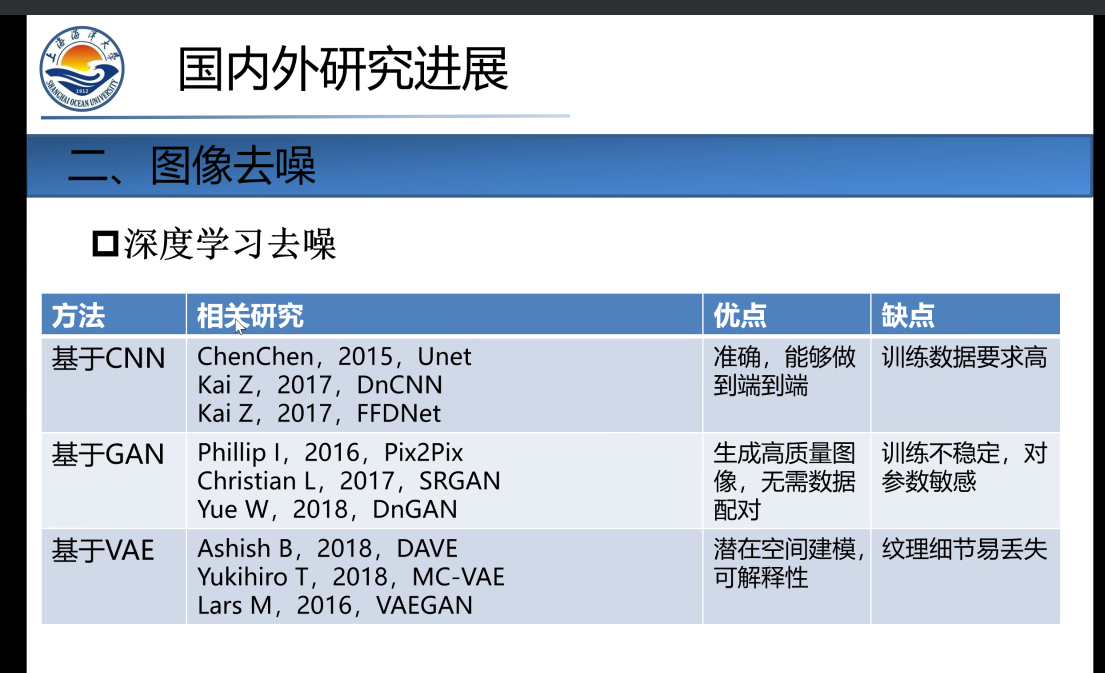 上海海洋大学
SHANGHAI OCEAN UNIVERSITY
1912
国内外研究进展
二、图像去噪
深度学习去噪
方法 相关研究 优点 缺点
基于CNN
ChenChen，2015，Unet
Kai Z，2017，DnCNN
Kai Z，2017，FFDNet
准确，能够做
到端到端
训练数据要求高
基于GAN
Phillip I，2016，Pix2Pix
Christian L，2017，SRGAN
Yue W，2018，DnGAN
生成高质量图
像，无需数据
配对
训练不稳定，对
参数敏感
基于VAE
Ashish B，2018，DAVE
Yukihiro T，2018，MC-VAE
Lars M，2016，VAEGAN
潜在空间建模，
可解释性
纹理细节易丢失